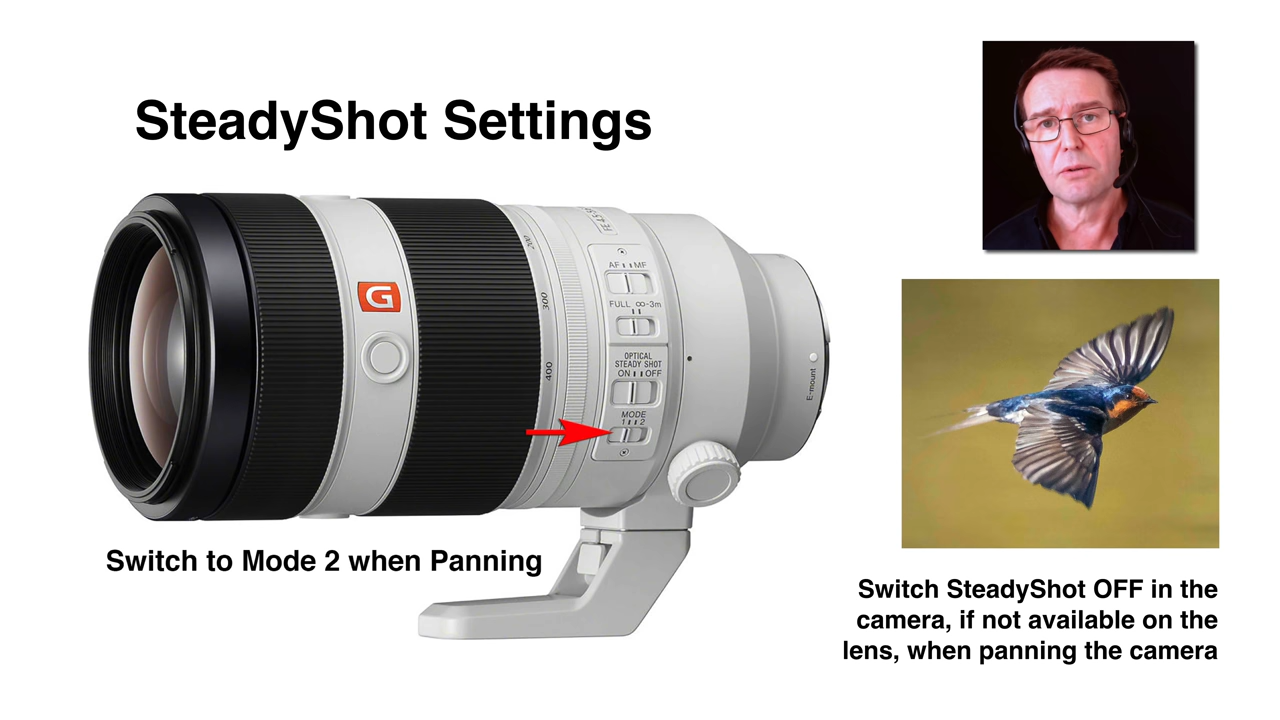 SteadyShot Settings
G
200
300
400
AF MF
FULL ∞-3m
OPTICAL
STEADY SHOT
ON OFF
MODE
1 2
E-mount
Switch to Mode 2 when Panning
Switch SteadyShot OFF in the
camera, if not available on the
lens, when panning the camera